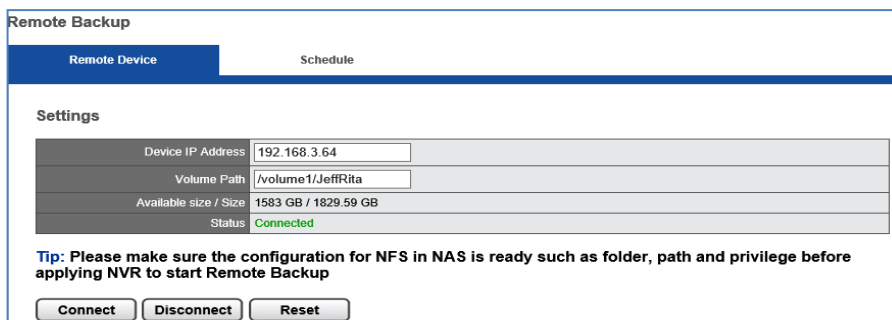 Remote Backup
Remote Device Schedule
Settings
Device IP Address 192.168.3.64
Volume Path /volume1/JeffRita
Available size / Size 1583 GB / 1829.59 GB
Status Connected
Tip: Please make sure the configuration for NFS in NAS is ready such as folder, path and privilege before
applying NVR to start Remote Backup
Connect Disconnect Reset